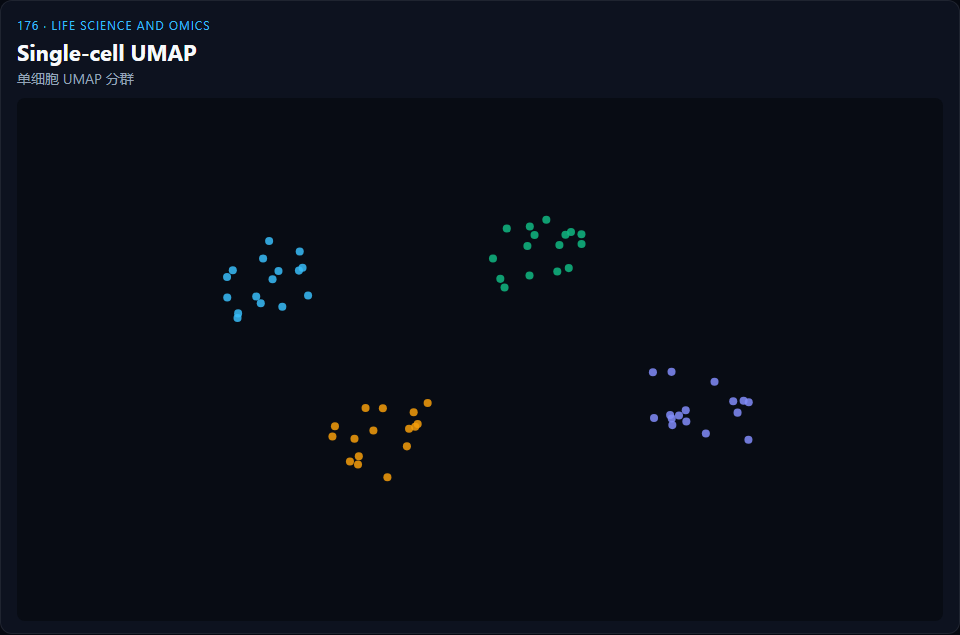 176 · LIFE SCIENCE AND OMICS
Single-cell UMAP
单细胞 UMAP 分群